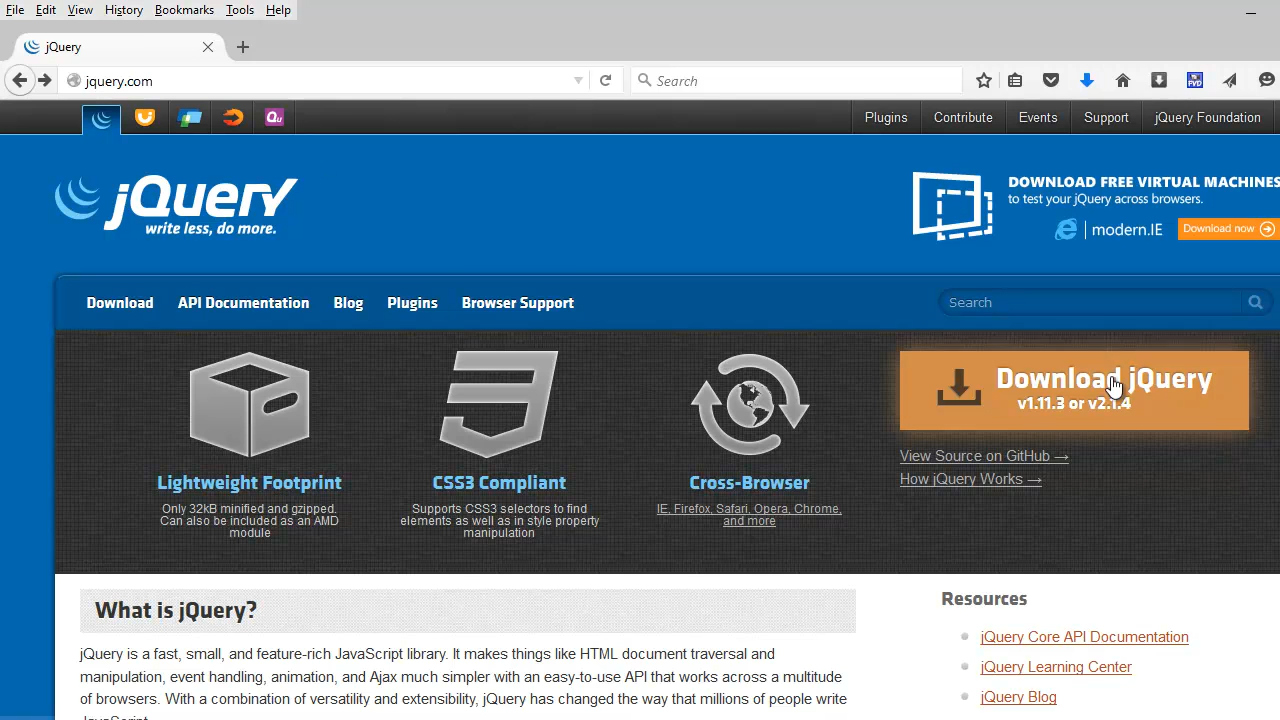 File Edit View History Bookmarks Tools Help
jQuery
jquery.com
Search
Plugins Contribute Events Support jQuery Foundation
jQuery
write less, do more.
DOWNLOAD FREE VIRTUAL MACHINES
to test your jQuery across browsers.
modern.IE
Download now
Download API Documentation Blog Plugins Browser Support
Search
Download jQuery
v1.11.3 or v2.1.4
View Source on GitHub →
How jQuery Works →
Lightweight Footprint
Only 32kB minified and gzipped.
Can also be included as an AMD
module
CSS3 Compliant
Supports CSS3 selectors to find
elements as well as in style property
manipulation
Cross-Browser
IE, Firefox, Safari, Opera, Chrome,
and more
What is jQuery?
jQuery is a fast, small, and feature-rich JavaScript library. It makes things like HTML document traversal and
manipulation, event handling, animation, and Ajax much simpler with an easy-to-use API that works across a multitude
of browsers. With a combination of versatility and extensibility, jQuery has changed the way that millions of people write
JavaScript.
Resources
jQuery Core API Documentation
jQuery Learning Center
jQuery Blog